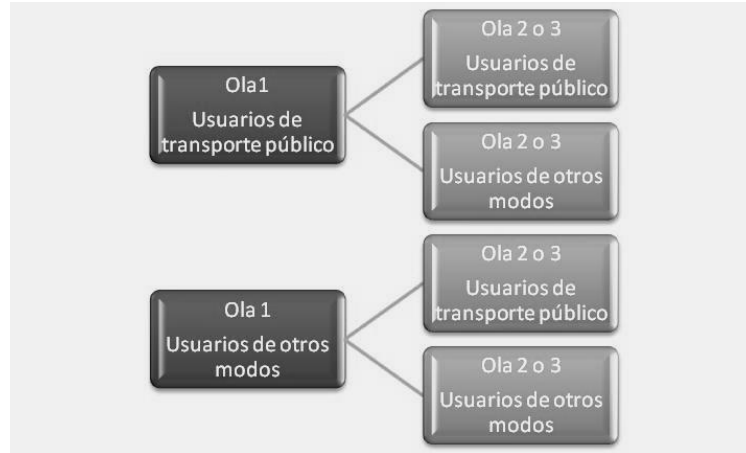 Ola1
Usuarios de
transporte público
Ola 2 o 3
Usuarios de
transporte público
Ola 2 o 3
Usuarios de otros
modos
Ola 1
Usuarios de otros
modos
Ola 2 o 3
Usuarios de
transporte público
Ola 2 o 3
Usuarios de otros
modos